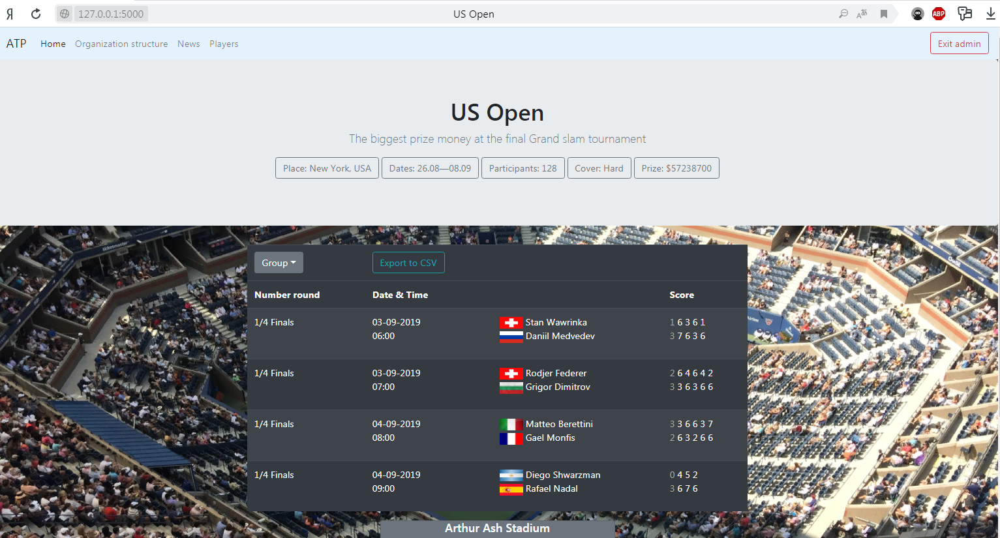 Я 127.0.0.1:5000 US Open ABP
ATP Home Organization structure News Players Exit admin
US Open
The biggest prize money at the final Grand slam tournament
Place: New York, USA Dates: 26.08—08.09 Participants: 128 Cover: Hard Prize: $57238700
ticketmaster
Group Export to CSV
Number round Date & Time Score
1/4 Finals 03-09-2019 Stan Wawrinka 1 6 3 6 1
06:00 Daniil Medvedev 3 7 6 3 6
1/4 Finals 03-09-2019 Rodjer Federer 2 6 4 6 4 2
07:00 Grigor Dimitrov 3 3 6 3 6 6
1/4 Finals 04-09-2019 Matteo Berettini 3 3 6 6 3 7
08:00 Gael Monfis 2 6 3 2 6 6
1/4 Finals 04-09-2019 Diego Shwarzman 0 4 5 2
09:00 Rafael Nadal 3 6 7 6
Arthur Ash Stadium